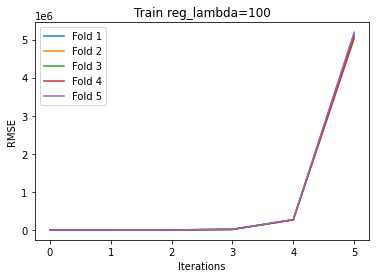 Train reg_lambda=100
1e6
Fold 1
Fold 2
Fold 3
Fold 4
Fold 5
5
4
3
2
1
0
RMSE
0 1 2 3 4 5
Iterations